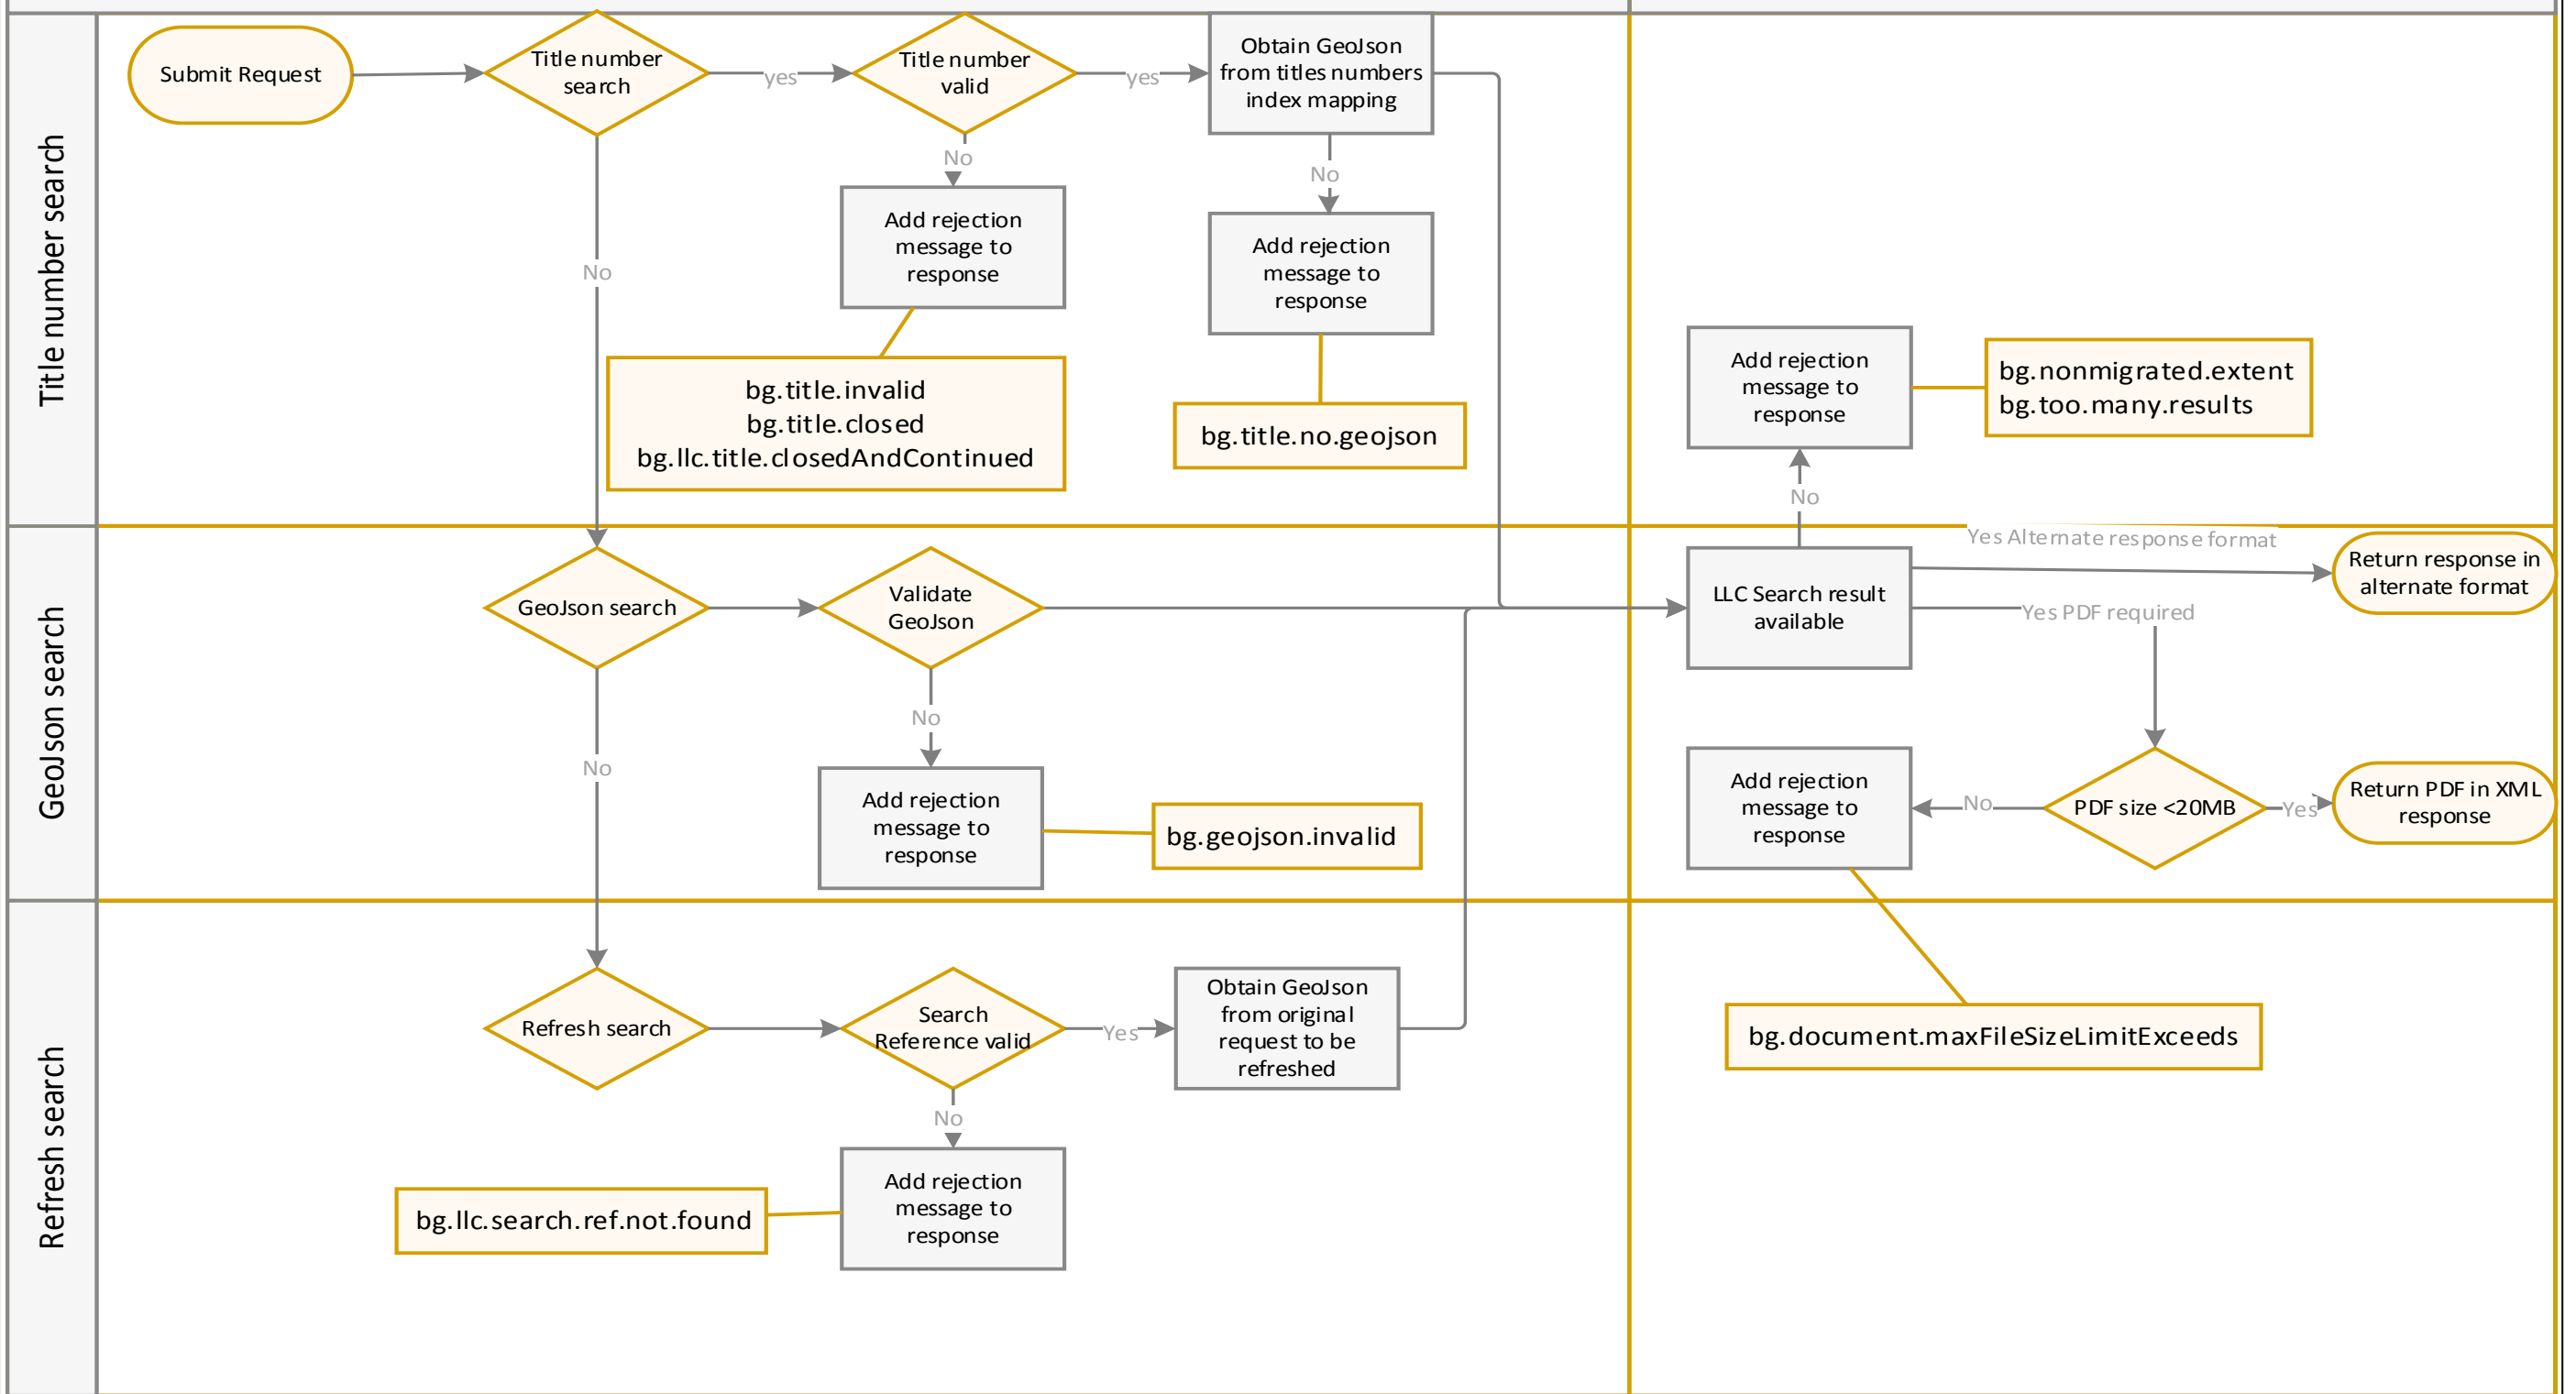 Title number search
Submit Request
Title number
search
yes
Title number
valid
yes
Obtain GeoJson
from titles numbers
index mapping
No
No
No
Add rejection
message to
response
Add rejection
message to
response
bg.title.invalid
bg.title.closed
bg.llc.title.closedAndContinued
bg.title.no.geojson
Add rejection
message to
response
bg.nonmigrated.extent
bg.too.many.results
No
GeoJson search
GeoJson search
Validate
GeoJson
LLC Search result
available
Yes Alternate response format
Return response in
alternate format
Yes PDF required
No
No
Add rejection
message to
response
bg.geojson.invalid
Add rejection
message to
response
No
PDF size <20MB
Yes
Return PDF in XML
response
Refresh search
Refresh search
Search
Reference valid
Yes
Obtain GeoJson
from original
request to be
refreshed
bg.document.maxFileSizeLimitExceeds
No
Add rejection
message to
response
bg.llc.search.ref.not.found